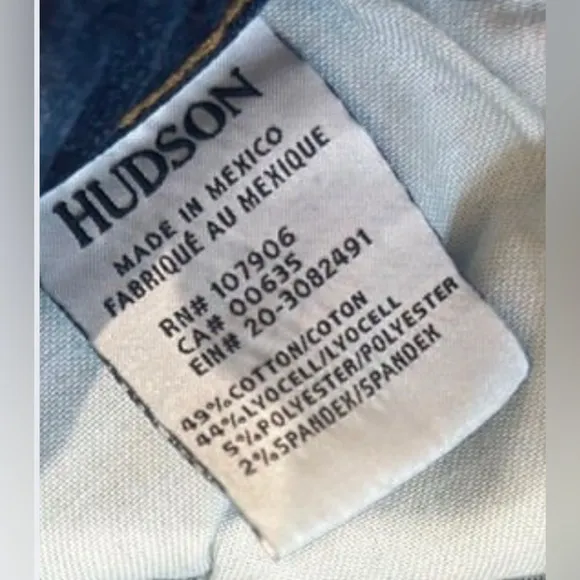 HUDSON
MADE IN MEXICO
FABRIQUÉ AU MEXIQUE
RN# 107906
CA# 00635
EIN# 20-3082491
49%COTTON/COTON
44%LYOCELL/LYOCELL
5%POLYESTER/POLYESTER
2%SPANDEX/SPANDEX